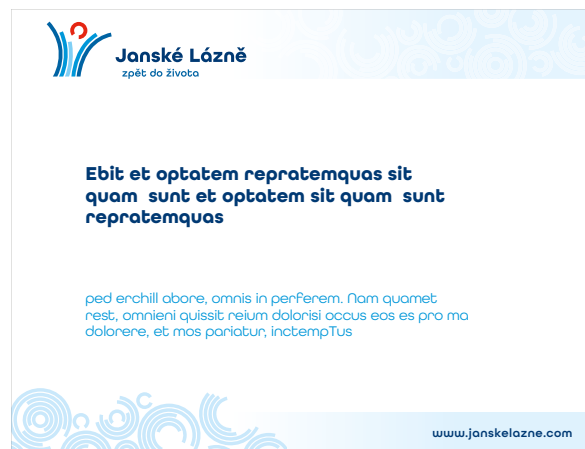 Janské Lázně
zpět do života
Ebit et optatem repratemquas sit
quam sunt et optatem sit quam sunt
repratemquas
ped erchill abore, omnis in perferem. Nam quamet
rest, omnieni quissit reium dolorisi occus eos es pro ma
dolorere, et mos pariatur, inctempTus
www.janskelazne.com